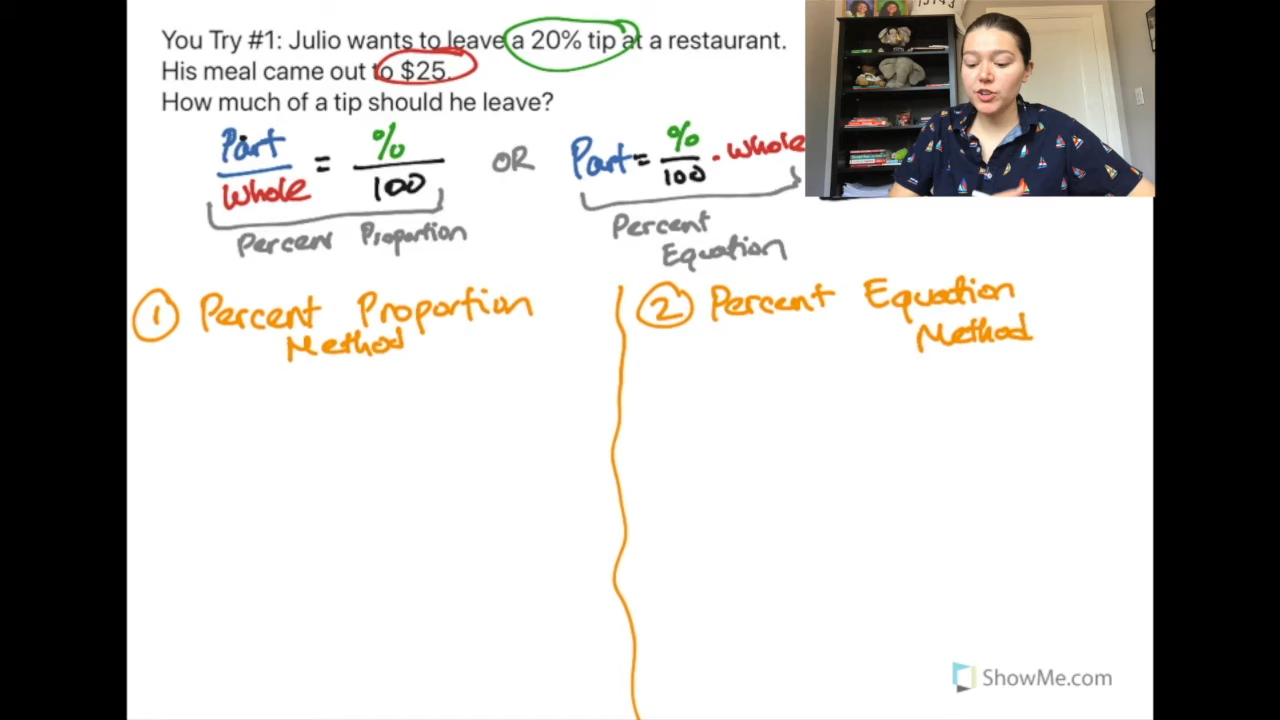 You Try #1: Julio wants to leave a 20% tip at a restaurant.
His meal came out to $25.
How much of a tip should he leave?
Part/Whole = %/100 OR Part = %/100 · Whole
Percent Proportion
Percent Equation
① Percent Proportion Method
② Percent Equation Method
ShowMe.com